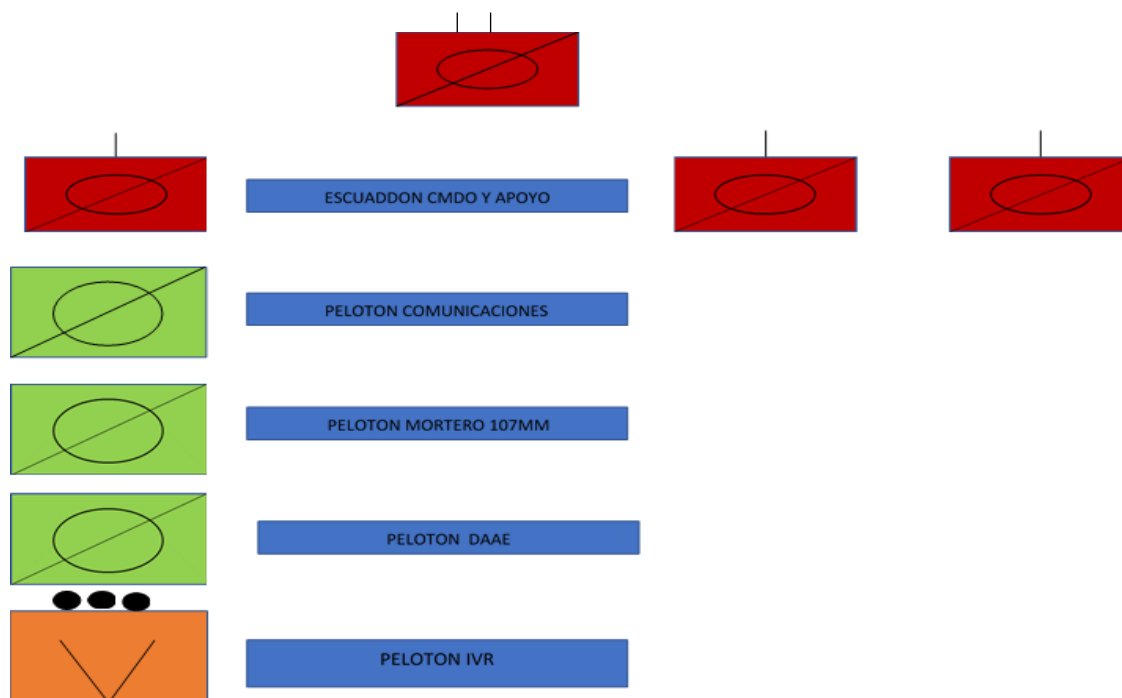 ESCUADDON CMDO Y APOYO
PELOTON COMUNICACIONES
PELOTON MORTERO 107MM
PELOTON DAAE
PELOTON IVR